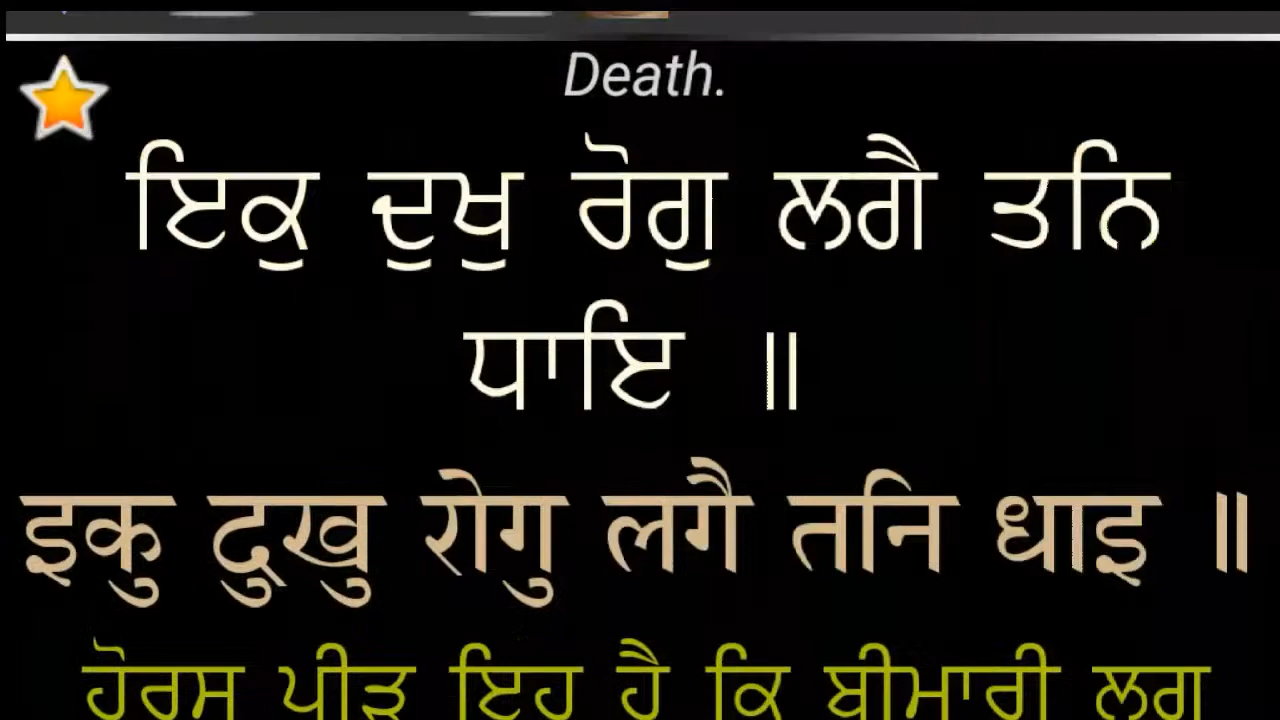 Death.
ਇਕੁ ਦੁਖੁ ਰੋਗੁ ਲਗੈ ਤਨਿ
ਧਾਇ ॥
इकु दुखु रोगु लगै तनि धाइ ॥
ਹੋਰਸ ਪੀੜ ਇਹ ਹੈ ਕਿ ਬੀਮਾਰੀ ਲਗ